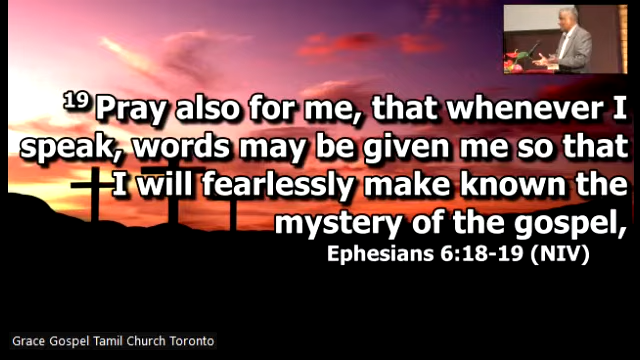 19 Pray also for me, that whenever I
speak, words may be given me so that
I will fearlessly make known the
mystery of the gospel,
Ephesians 6:18-19 (NIV)
Grace Gospel Tamil Church Toronto